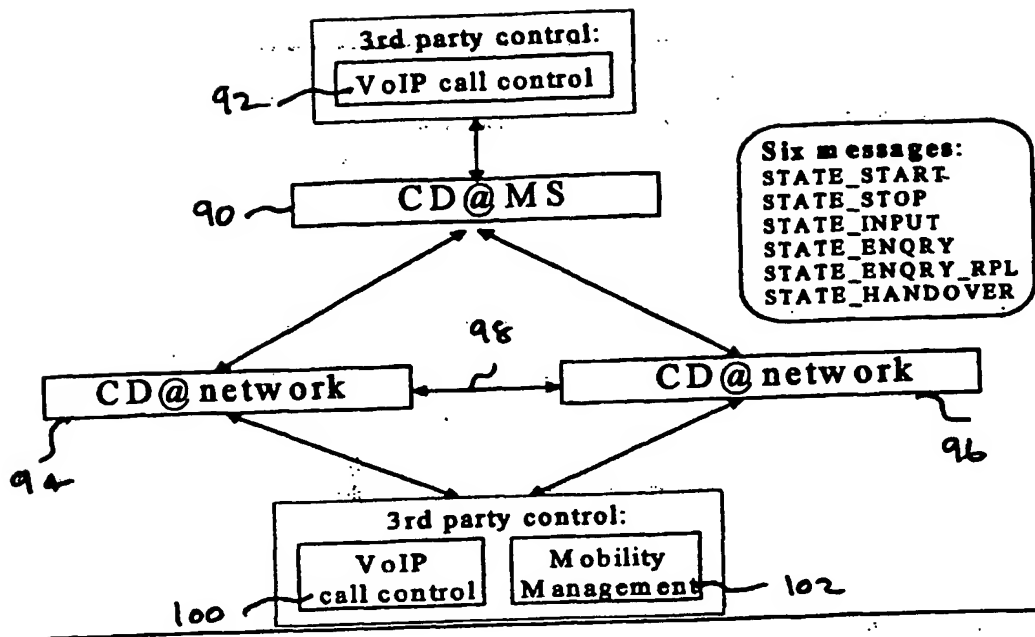 3rd party control:
VoIP call control
92
CD@MS
90
Six messages:
STATE_START
STATE_STOP
STATE_INPUT
STATE_ENQRY
STATE_ENQRY_RPL
STATE_HANDOVER
98
CD@network
CD@network
94
96
3rd party control:
VoIP
call control
Mobility
Management
100
102